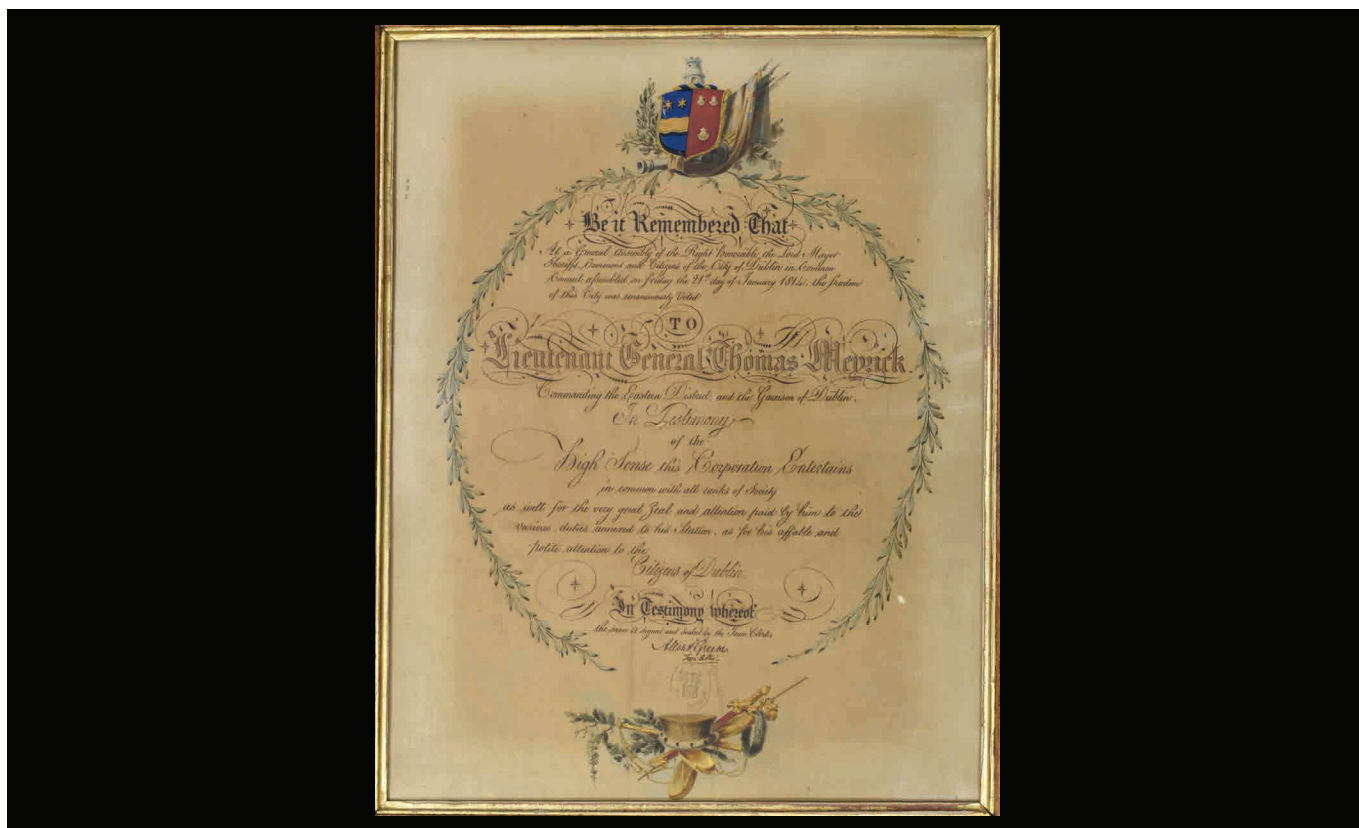 Be it Remembered That
At a General Assembly of the Right Honorable the Lord Mayor
Sheriffs Commons and Citizens of the City of Dublin in Common
Council assembled on Friday the 21st day of January 1814, the freedom
of this City was unanimously Voted
TO
Lieutenant General Thomas Meyrick
Commanding the Eastern District and the Garrison of Dublin.
In Testimony
of the
High Sense this Corporation Entertains
in common with all ranks of Society
as well for the very great Zeal and attention paid by him to the
various duties annexed to his Station, as for his affable and
polite attention to the
Citizens of Dublin.
In Testimony whereof
the same is signed and sealed by the Town Clerks
Green